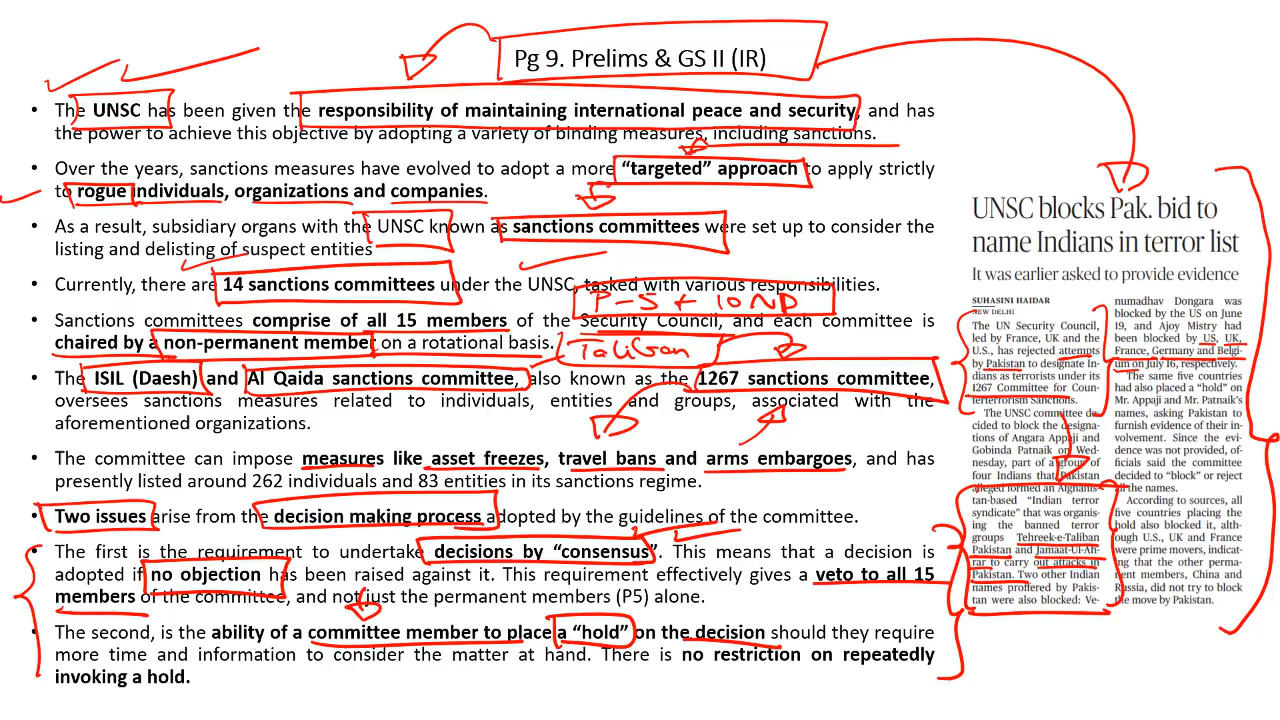 Pg 9. Prelims & GS II (IR)
• The UNSC has been given the responsibility of maintaining international peace and security, and has
the power to achieve this objective by adopting a variety of binding measures, including sanctions.
• Over the years, sanctions measures have evolved to adopt a more “targeted” approach to apply strictly
to rogue individuals, organizations and companies.
• As a result, subsidiary organs with the UNSC known as sanctions committees were set up to consider the
listing and delisting of suspect entities
• Currently, there are 14 sanctions committees under the UNSC, tasked with various responsibilities.
P-5 + 10 NP
• Sanctions committees comprise of all 15 members of the Security Council, and each committee is
chaired by a non-permanent member on a rotational basis.
Taliban
• The ISIL (Daesh) and Al Qaida sanctions committee, also known as the 1267 sanctions committee,
oversees sanctions measures related to individuals, entities and groups, associated with the
aforementioned organizations.
• The committee can impose measures like asset freezes, travel bans and arms embargoes, and has
presently listed around 262 individuals and 83 entities in its sanctions regime.
• Two issues arise from the decision making process adopted by the guidelines of the committee.
• The first is the requirement to undertake decisions by “consensus”. This means that a decision is
adopted if no objection has been raised against it. This requirement effectively gives a veto to all 15
members of the committee, and not just the permanent members (P5) alone.
• The second, is the ability of a committee member to place a “hold” on the decision should they require
more time and information to consider the matter at hand. There is no restriction on repeatedly
invoking a hold.
UNSC blocks Pak. bid to
name Indians in terror list
It was earlier asked to provide evidence
SUHASINI HAIDAR
NEW DELHI
The UN Security Council,
led by France, UK and the
U.S., has rejected attempts
by Pakistan to designate In-
dians as terrorists under its
1267 Committee for Coun-
terterrorism Sanctions.
The UNSC committee de-
cided to block the designa-
tions of Angara Appaji and
Gobinda Patnaik on Wed-
nesday, part of a group of
four Indians that Pakistan
alleged formed an Afghanis-
tan-based “Indian terror
syndicate” that was organis-
ing the banned terror
groups Tehreek-e-Taliban
Pakistan and Jamaat-Ul-Ah-
rar to carry out attacks in
Pakistan. Two other Indian
names proffered by Pakis-
tan were also blocked: Ve-
numadhav Dongara was
blocked by the US on June
19, and Ajoy Mistry had
been blocked by US, UK,
France, Germany and Belgi-
um on July 16, respectively.
The same five countries
had also placed a “hold” on
Mr. Appaji and Mr. Patnaik’s
names, asking Pakistan to
furnish evidence of their in-
volvement. Since the evi-
dence was not provided, of-
ficials said the committee
decided to “block” or reject
all the names.
According to sources, all
five countries placing the
hold also blocked it, alth-
ough U.S., UK and France
were prime movers, indicat-
ing that the other perma-
nent members, China and
Russia, did not try to block
the move by Pakistan.